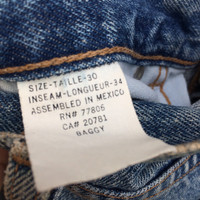 SIZE-TAILLE-30
INSEAM-LONGUEUR-34
ASSEMBLED IN MEXICO
RN# 77806
CA# 20781
BAGGY